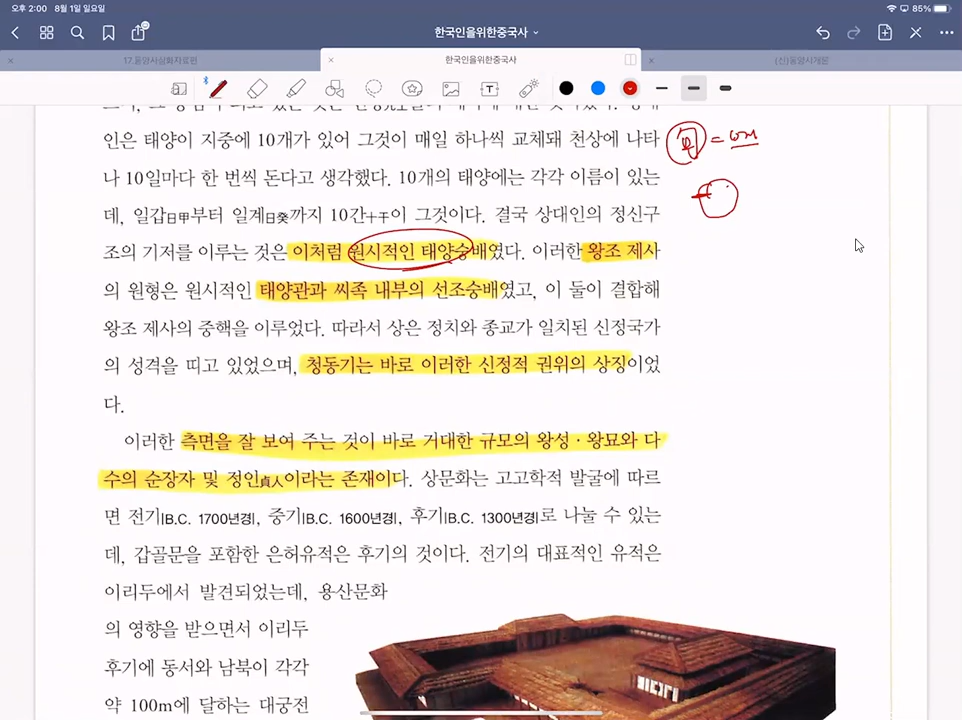 오후 2:00 8월 1일 일요일
85%
한국인을위한중국사
17.동양사심화자료편
한국인을위한중국사
(신)동양사개론
인은 태양이 지중에 10개가 있어 그것이 매일 하나씩 교체돼 천상에 나타
나 10일마다 한 번씩 돈다고 생각했다. 10개의 태양에는 각각 이름이 있는
데, 일갑日甲부터 일계日癸까지 10간十干이 그것이다. 결국 상대인의 정신구
조의 기저를 이루는 것은 이처럼 원시적인 태양숭배였다. 이러한 왕조 제사
의 원형은 원시적인 태양관과 씨족 내부의 선조숭배였고, 이 둘이 결합해
왕조 제사의 중핵을 이루었다. 따라서 상은 정치와 종교가 일치된 신정국가
의 성격을 띠고 있었으며, 청동기는 바로 이러한 신정적 권위의 상징이었
다.
이러한 측면을 잘 보여 주는 것이 바로 거대한 규모의 왕성·왕묘와 다
수의 순장자 및 정인貞人이라는 존재이다. 상문화는 고고학적 발굴에 따르
면 전기|B.C. 1700년경|, 중기|B.C. 1600년경|, 후기|B.C. 1300년경|로 나눌 수 있는
데, 갑골문을 포함한 은허유적은 후기의 것이다. 전기의 대표적인 유적은
이리두에서 발견되었는데, 용산문화
의 영향을 받으면서 이리두
후기에 동서와 남북이 각각
약 100m에 달하는 대궁전